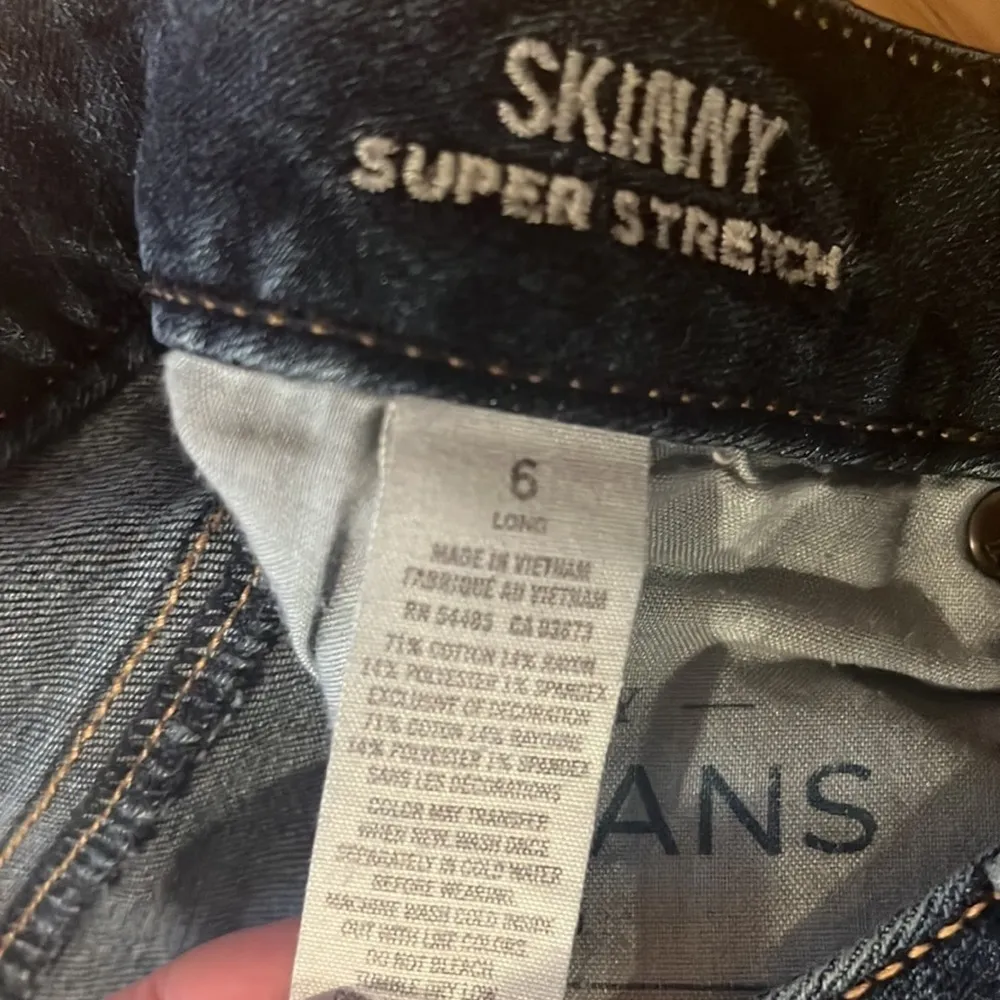 SKINNY
SUPER STRETCH
6
LONG
MADE IN VIETNAM
FABRIQUÉ AU VIETNAM
RN 54485 CA 03873
71% COTTON 14% RAYON
14% POLYESTER 1% SPANDEX
EXCLUSIVE OF DECORATION
71% COTON 14% RAYONNE
14% POLYESTER 1% SPANDEX
SANS LES DÉCORATIONS
COLOR MAY TRANSFER
WHEN NEW. WASH ONCE
SEPARATELY IN COLD WATER
BEFORE WEARING.
MACHINE WASH COLD INSIDE
OUT WITH LIKE COLORS.
DO NOT BLEACH
TUMBLE DRY LOW
Y
ANS